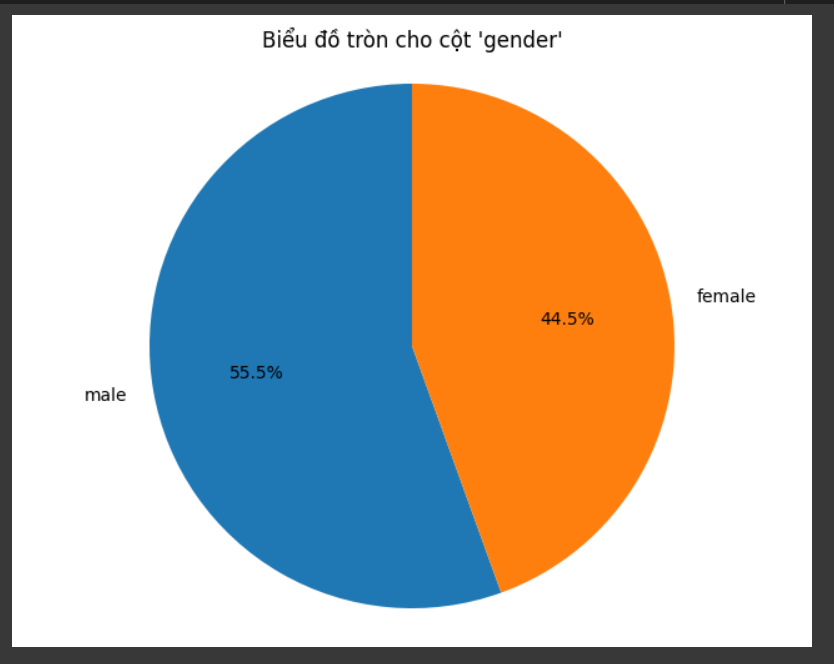 Biểu đồ tròn cho cột 'gender'
female
44.5%
55.5%
male